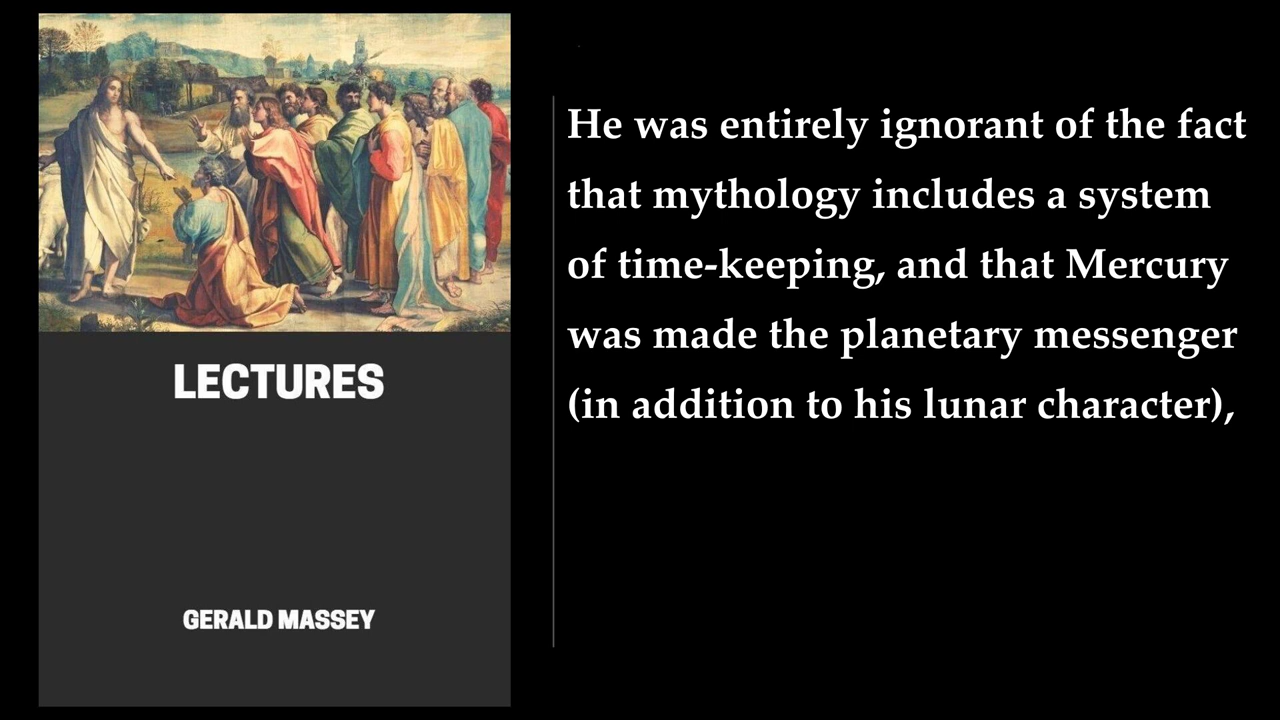 LECTURES
GERALD MASSEY
He was entirely ignorant of the fact
that mythology includes a system
of time-keeping, and that Mercury
was made the planetary messenger
(in addition to his lunar character),